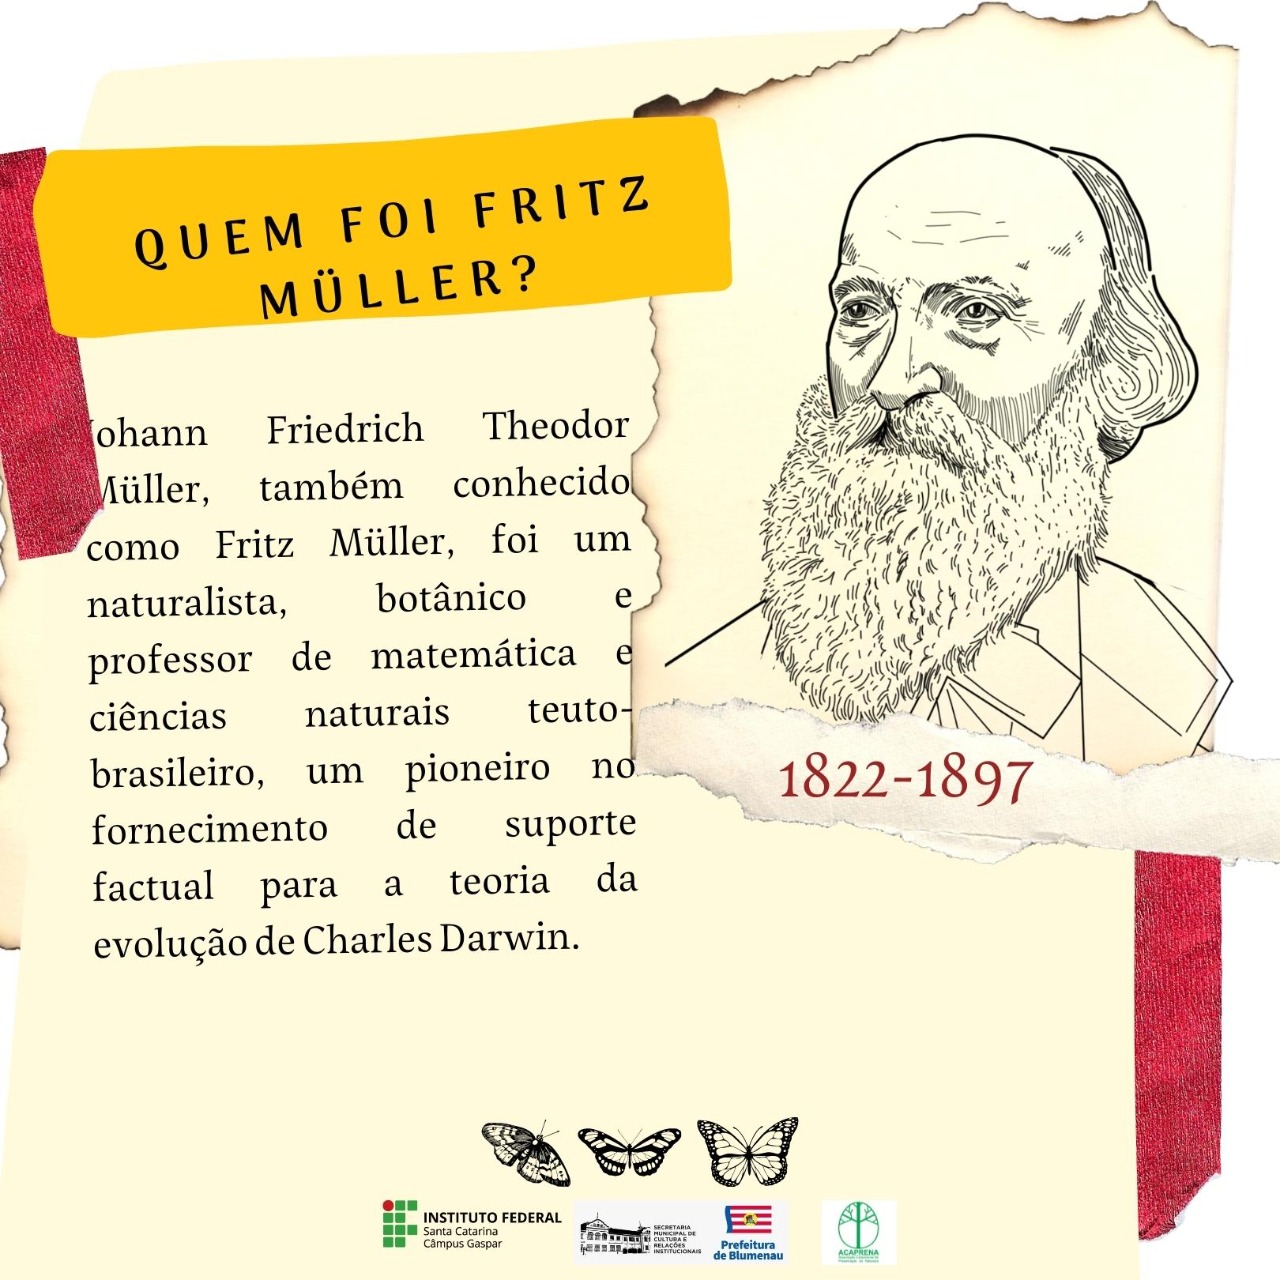 QUEM FOI FRITZ
MÜLLER?
Johann Friedrich Theodor
Müller, também conhecido
como Fritz Müller, foi um
naturalista, botânico e
professor de matemática e
ciências naturais teuto-
brasileiro, um pioneiro no
fornecimento de suporte
factual para a teoria da
evolução de Charles Darwin.
1822-1897
INSTITUTO FEDERAL
Santa Catarina
Câmpus Gaspar
SECRETARIA
MUNICIPAL DE
CULTURA E
RELAÇÕES
INSTITUCIONAIS
Prefeitura
de Blumenau
ACAPRENA